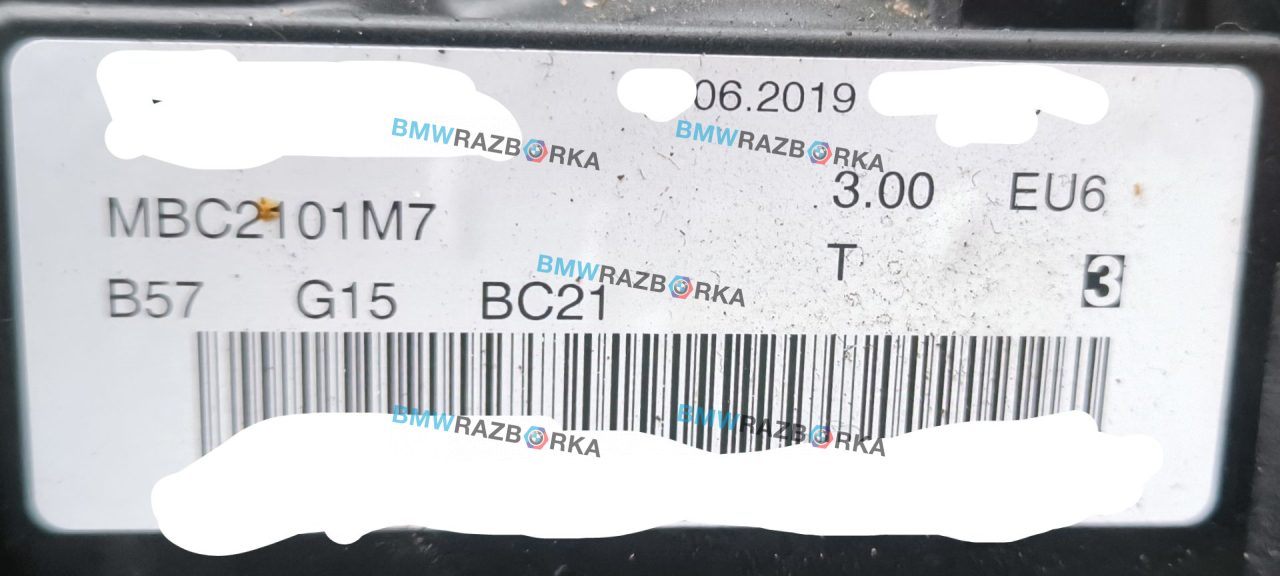 06.2019
BMWRAZBORKA BMWRAZBORKA
3.00 EU6
MBC2101M7
T 3
BMWRAZBORKA
B57 G15 BC21
BMWRAZBORKA BMWRAZBORKA